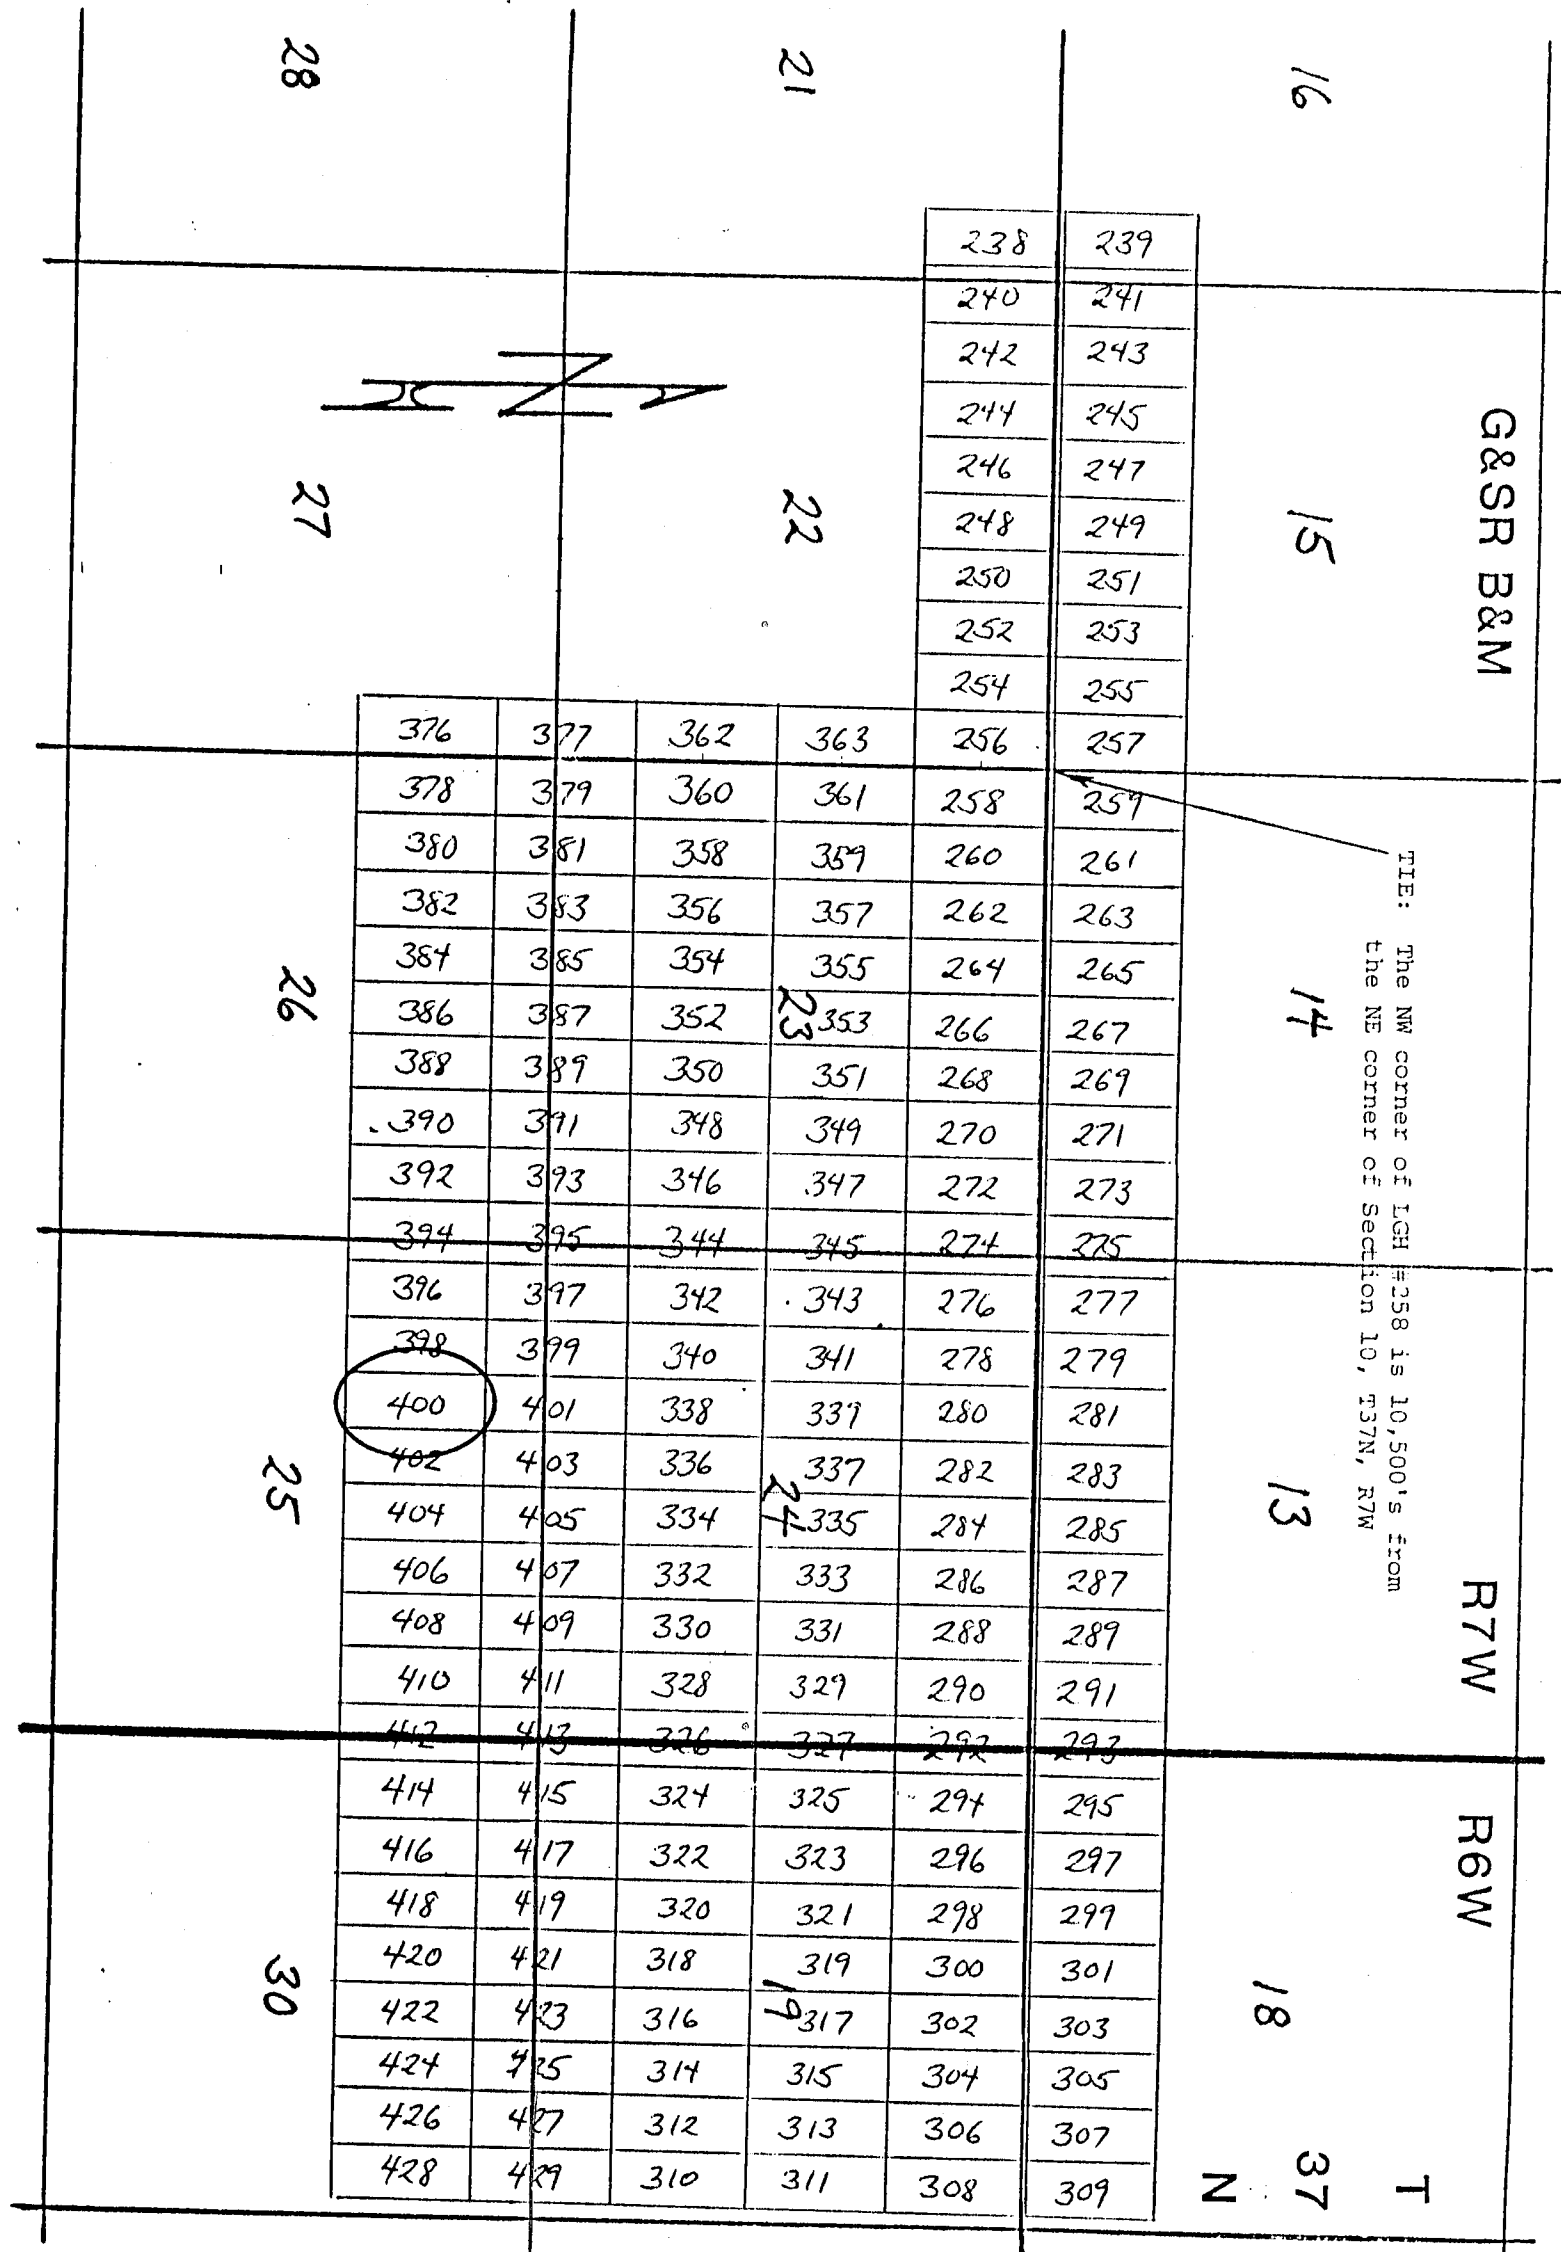 G&SR B&M
R7W
R6W
T
37
N
TIE: The NW corner of LGH #258 is 10,500's from
the NE corner of Section 10, T37N, R7W
16
15
14
13
18
21
22
23
24
19
28
27
26
25
30
N
238 239
240 241
242 243
244 245
246 247
248 249
250 251
252 253
254 255
376 377 362 363 256 257
378 379 360 361 258 259
380 381 358 359 260 261
382 383 356 357 262 263
384 385 354 355 264 265
386 387 352 353 266 267
388 389 350 351 268 269
390 391 348 349 270 271
392 393 346 347 272 273
394 395 344 345 274 275
396 397 342 343 276 277
398 399 340 341 278 279
400 401 338 339 280 281
402 403 336 337 282 283
404 405 334 335 284 285
406 407 332 333 286 287
408 409 330 331 288 289
410 411 328 329 290 291
412 413 326 327 292 293
414 415 324 325 294 295
416 417 322 323 296 297
418 419 320 321 298 299
420 421 318 319 300 301
422 423 316 317 302 303
424 425 314 315 304 305
426 427 312 313 306 307
428 429 310 311 308 309